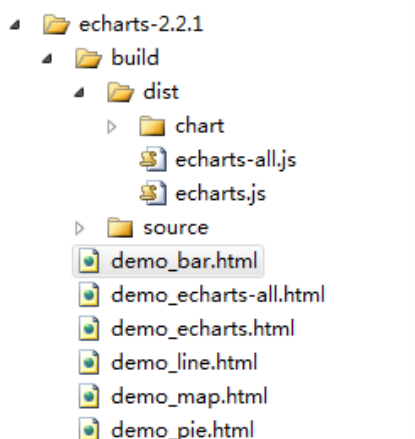 echarts-2.2.1
build
dist
chart
echarts-all.js
echarts.js
source
demo_bar.html
demo_echarts-all.html
demo_echarts.html
demo_line.html
demo_map.html
demo_pie.html